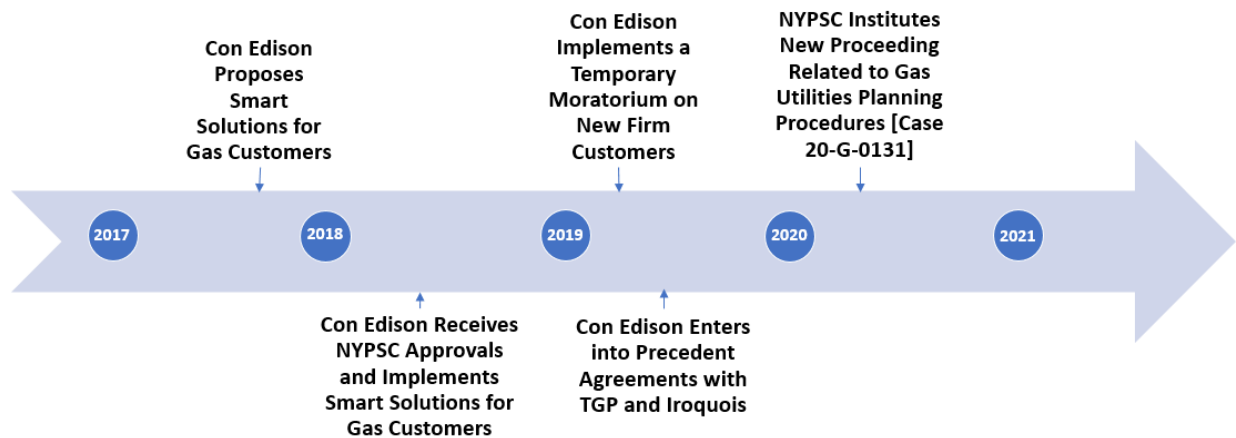 Con Edison
Proposes
Smart
Solutions for
Gas Customers
Con Edison
Implements a
Temporary
Moratorium on
New Firm
Customers
NYPSC Institutes
New Proceeding
Related to Gas
Utilities Planning
Procedures [Case
20-G-0131]
2017
2018
2019
2020
2021
Con Edison Receives
NYPSC Approvals
and Implements
Smart Solutions for
Gas Customers
Con Edison Enters
into Precedent
Agreements with
TGP and Iroquois